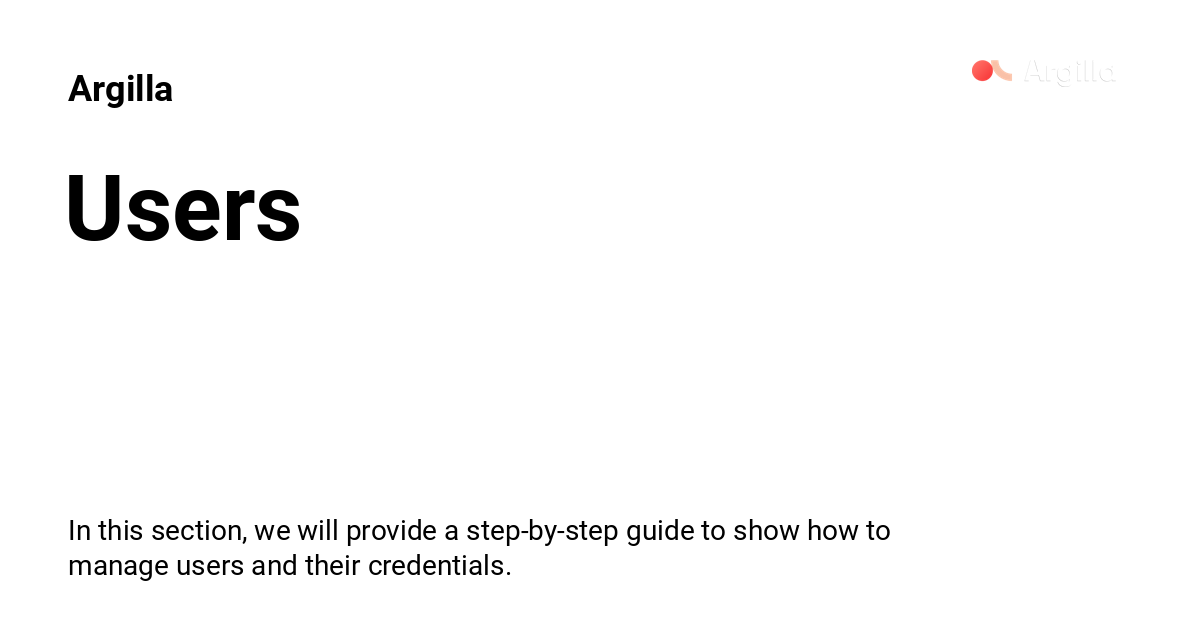 Argilla
Argilla
Users
In this section, we will provide a step-by-step guide to show how to
manage users and their credentials.